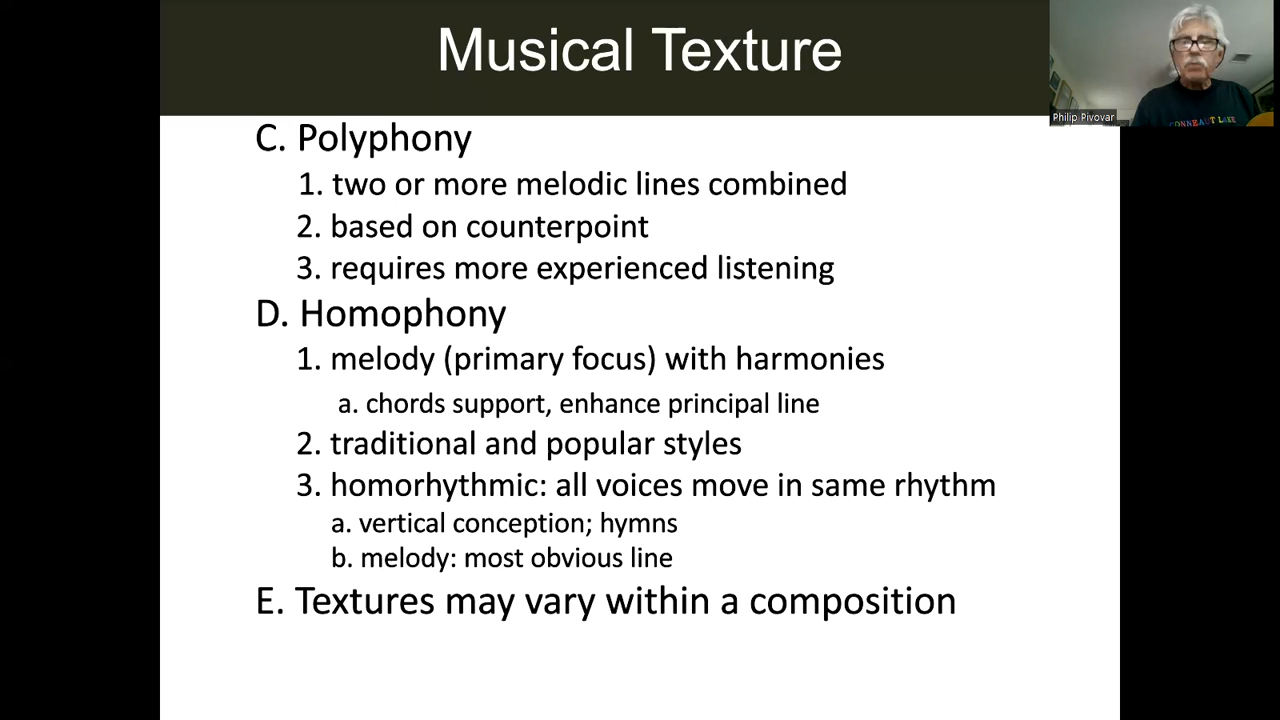 Musical Texture
Philip Pivovar
CONNEAUT LAKE
C. Polyphony
1. two or more melodic lines combined
2. based on counterpoint
3. requires more experienced listening
D. Homophony
1. melody (primary focus) with harmonies
a. chords support, enhance principal line
2. traditional and popular styles
3. homorhythmic: all voices move in same rhythm
a. vertical conception; hymns
b. melody: most obvious line
E. Textures may vary within a composition